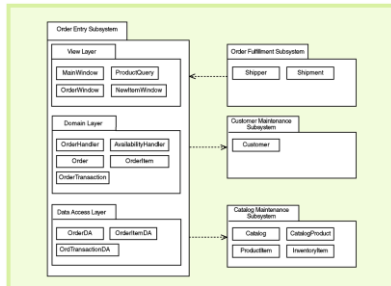 Order Entry Subsystem
View Layer
MainWindow
ProductQuery
OrderWindow
NewItemWindow
Domain Layer
OrderHandler
AvailabilityHandler
Order
OrderItem
OrderTransaction
Data Access Layer
OrderDA
OrderItemDA
OrdTransactionDA
Order Fulfillment Subsystem
Shipper
Shipment
Customer Maintenance
Subsystem
Customer
Catalog Maintenance
Subsystem
Catalog
CatalogProduct
ProductItem
InventoryItem